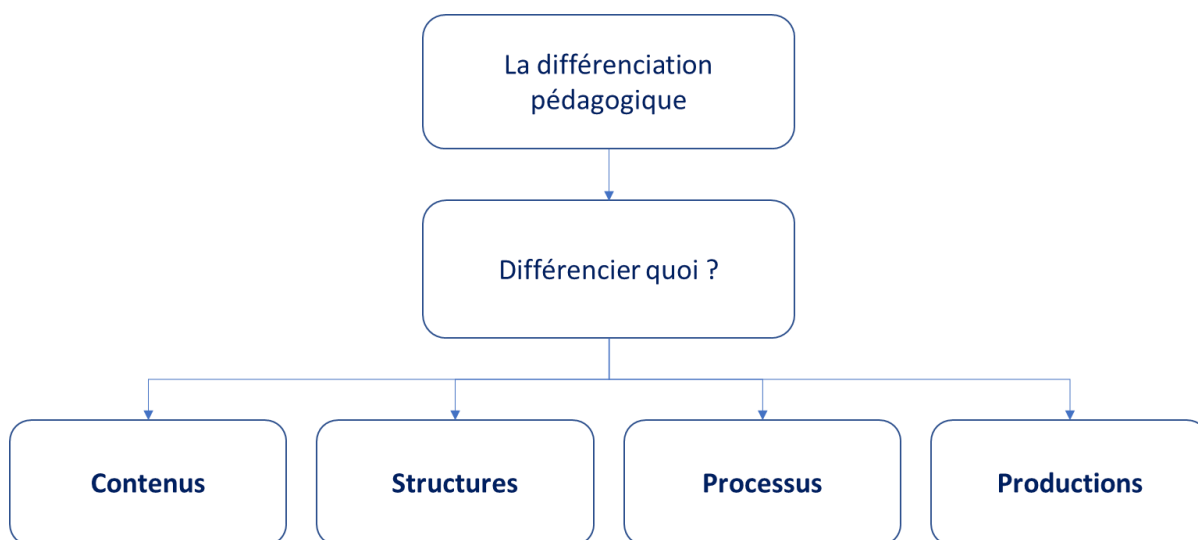 La différenciation
pédagogique
Différencier quoi ?
Contenus
Structures
Processus
Productions